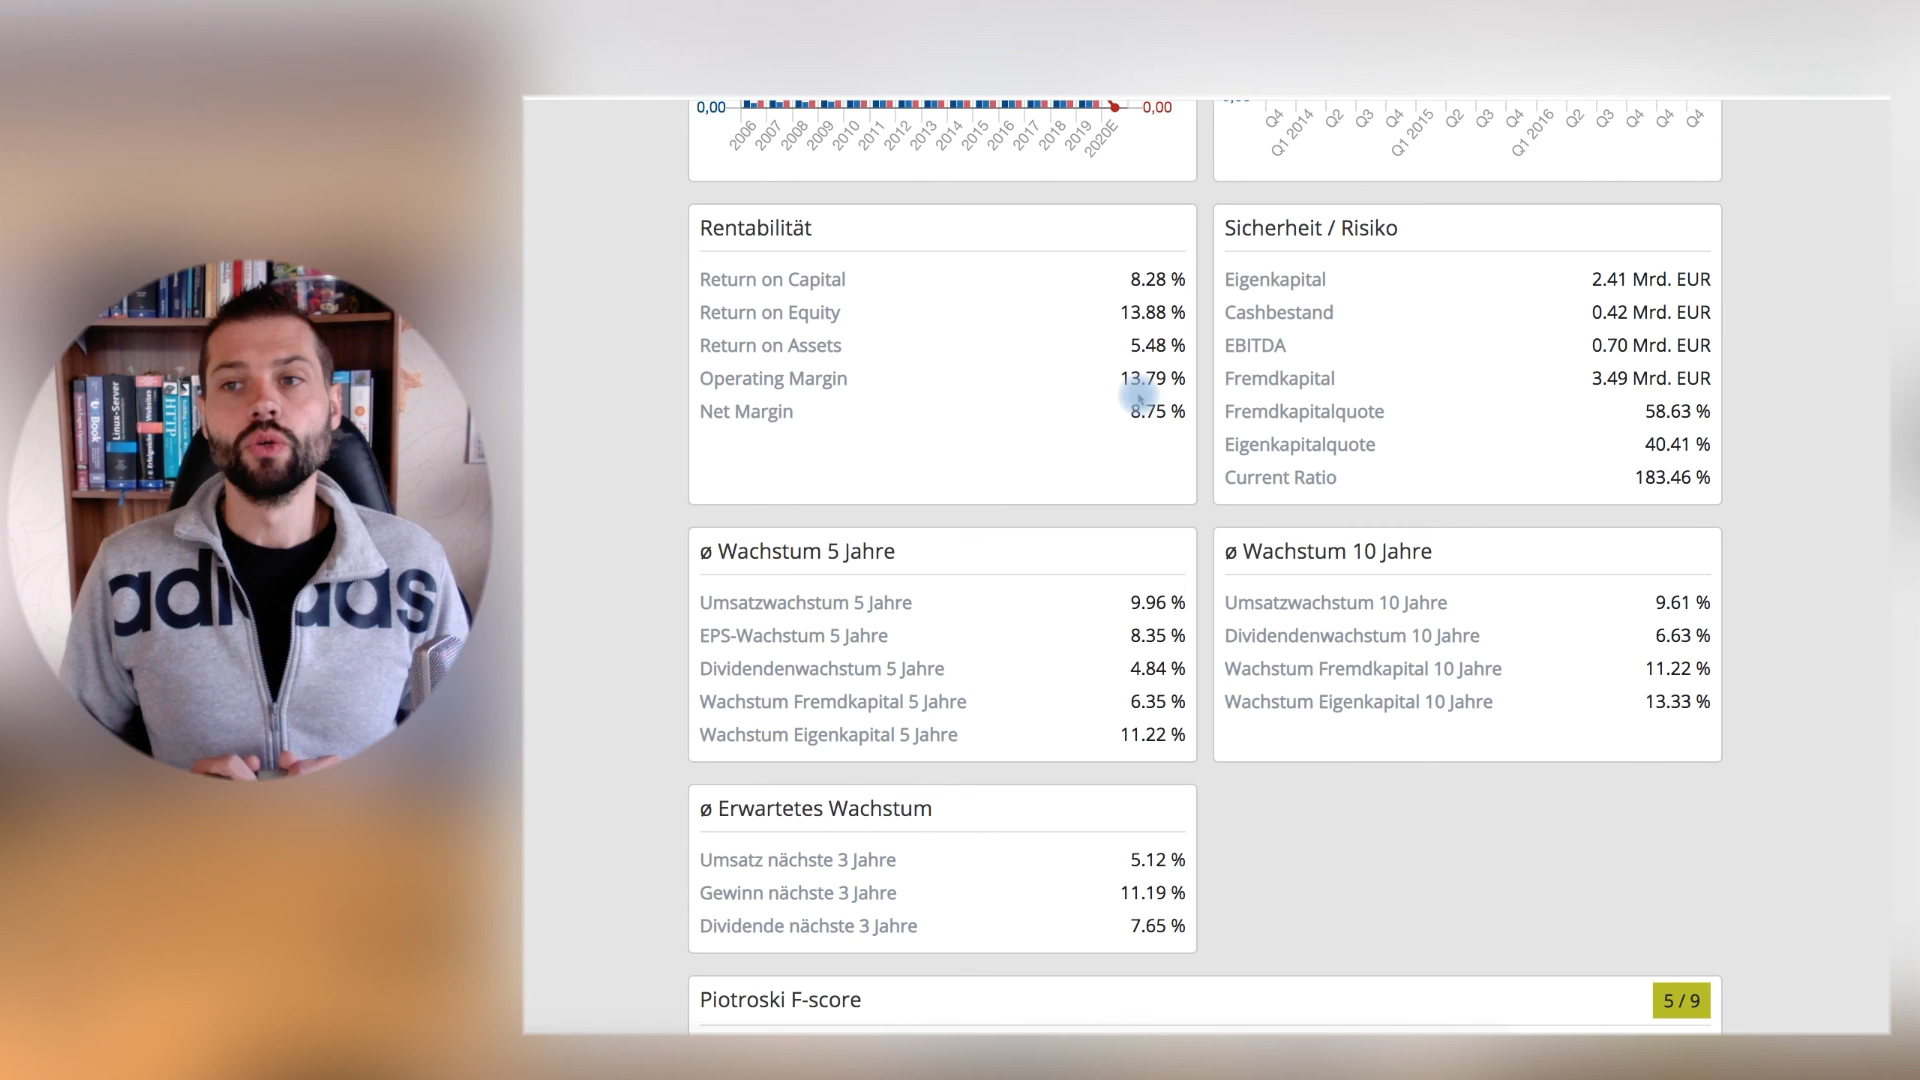 0,00
0,00
2006 2007 2008 2009 2010 2011 2012 2013 2014 2015 2016 2017 2018 2019 2020E
Q4 Q1 2014 Q2 Q3 Q4 Q1 2015 Q2 Q3 Q4 Q1 2016 Q2 Q3 Q4 Q4 Q4
Rentabilität
Return on Capital 8.28 %
Return on Equity 13.88 %
Return on Assets 5.48 %
Operating Margin 13.79 %
Net Margin 8.75 %
Sicherheit / Risiko
Eigenkapital 2.41 Mrd. EUR
Cashbestand 0.42 Mrd. EUR
EBITDA 0.70 Mrd. EUR
Fremdkapital 3.49 Mrd. EUR
Fremdkapitalquote 58.63 %
Eigenkapitalquote 40.41 %
Current Ratio 183.46 %
ø Wachstum 5 Jahre
Umsatzwachstum 5 Jahre 9.96 %
EPS-Wachstum 5 Jahre 8.35 %
Dividendenwachstum 5 Jahre 4.84 %
Wachstum Fremdkapital 5 Jahre 6.35 %
Wachstum Eigenkapital 5 Jahre 11.22 %
ø Wachstum 10 Jahre
Umsatzwachstum 10 Jahre 9.61 %
Dividendenwachstum 10 Jahre 6.63 %
Wachstum Fremdkapital 10 Jahre 11.22 %
Wachstum Eigenkapital 10 Jahre 13.33 %
ø Erwartetes Wachstum
Umsatz nächste 3 Jahre 5.12 %
Gewinn nächste 3 Jahre 11.19 %
Dividende nächste 3 Jahre 7.65 %
Piotroski F-score 5 / 9
Book
Linux-Server
Websites
HTTP
adidas